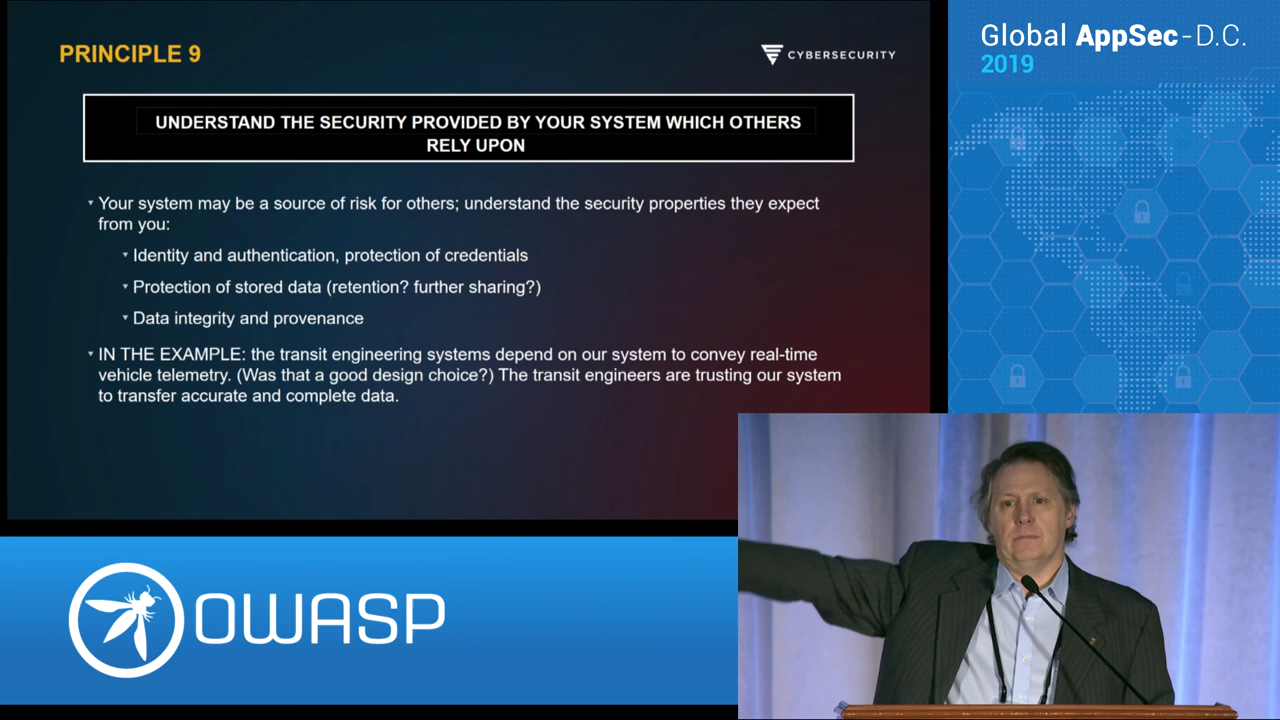 PRINCIPLE 9
CYBERSECURITY
UNDERSTAND THE SECURITY PROVIDED BY YOUR SYSTEM WHICH OTHERS
RELY UPON
Your system may be a source of risk for others; understand the security properties they expect
from you:
Identity and authentication, protection of credentials
Protection of stored data (retention? further sharing?)
Data integrity and provenance
IN THE EXAMPLE: the transit engineering systems depend on our system to convey real-time
vehicle telemetry. (Was that a good design choice?) The transit engineers are trusting our system
to transfer accurate and complete data.
Global AppSec - D.C.
2019
OWASP